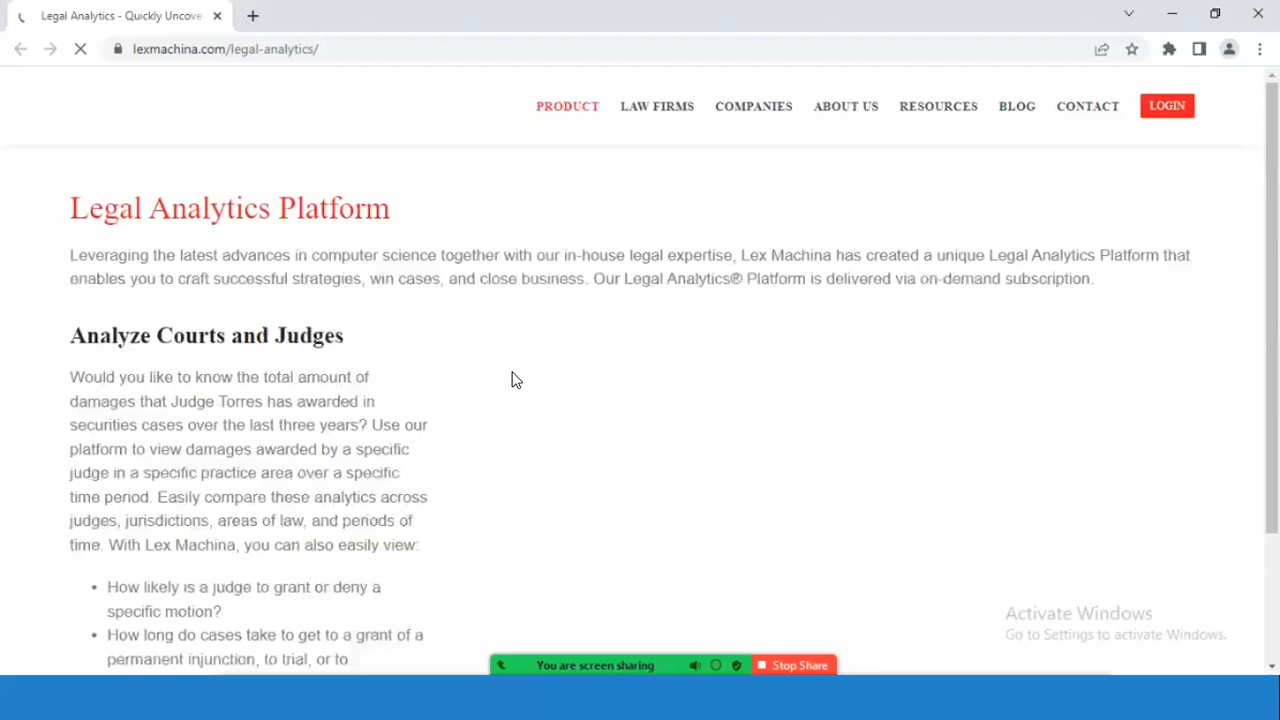 Legal Analytics - Quickly Uncove
lexmachina.com/legal-analytics/
PRODUCT LAW FIRMS COMPANIES ABOUT US RESOURCES BLOG CONTACT LOGIN
Legal Analytics Platform
Leveraging the latest advances in computer science together with our in-house legal expertise, Lex Machina has created a unique Legal Analytics Platform that
enables you to craft successful strategies, win cases, and close business. Our Legal Analytics® Platform is delivered via on-demand subscription.
Analyze Courts and Judges
Would you like to know the total amount of
damages that Judge Torres has awarded in
securities cases over the last three years? Use our
platform to view damages awarded by a specific
judge in a specific practice area over a specific
time period. Easily compare these analytics across
judges, jurisdictions, areas of law, and periods of
time. With Lex Machina, you can also easily view:
• How likely is a judge to grant or deny a
specific motion?
• How long do cases take to get to a grant of a
permanent injunction, to trial, or to
Activate Windows
Go to Settings to activate Windows.
You are screen sharing Stop Share